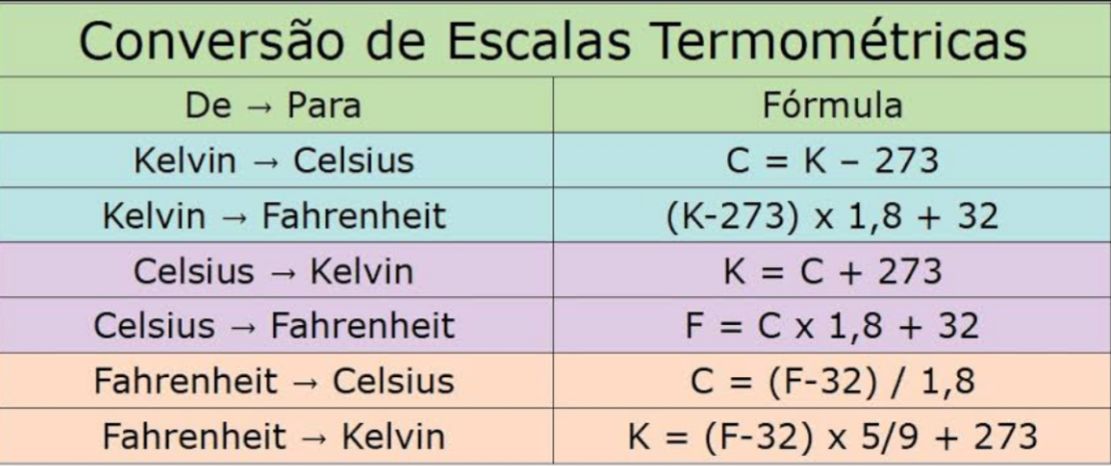 Conversão de Escalas Termométricas
De → Para Fórmula
Kelvin → Celsius C = K – 273
Kelvin → Fahrenheit (K-273) x 1,8 + 32
Celsius → Kelvin K = C + 273
Celsius → Fahrenheit F = C x 1,8 + 32
Fahrenheit → Celsius C = (F-32) / 1,8
Fahrenheit → Kelvin K = (F-32) x 5/9 + 273